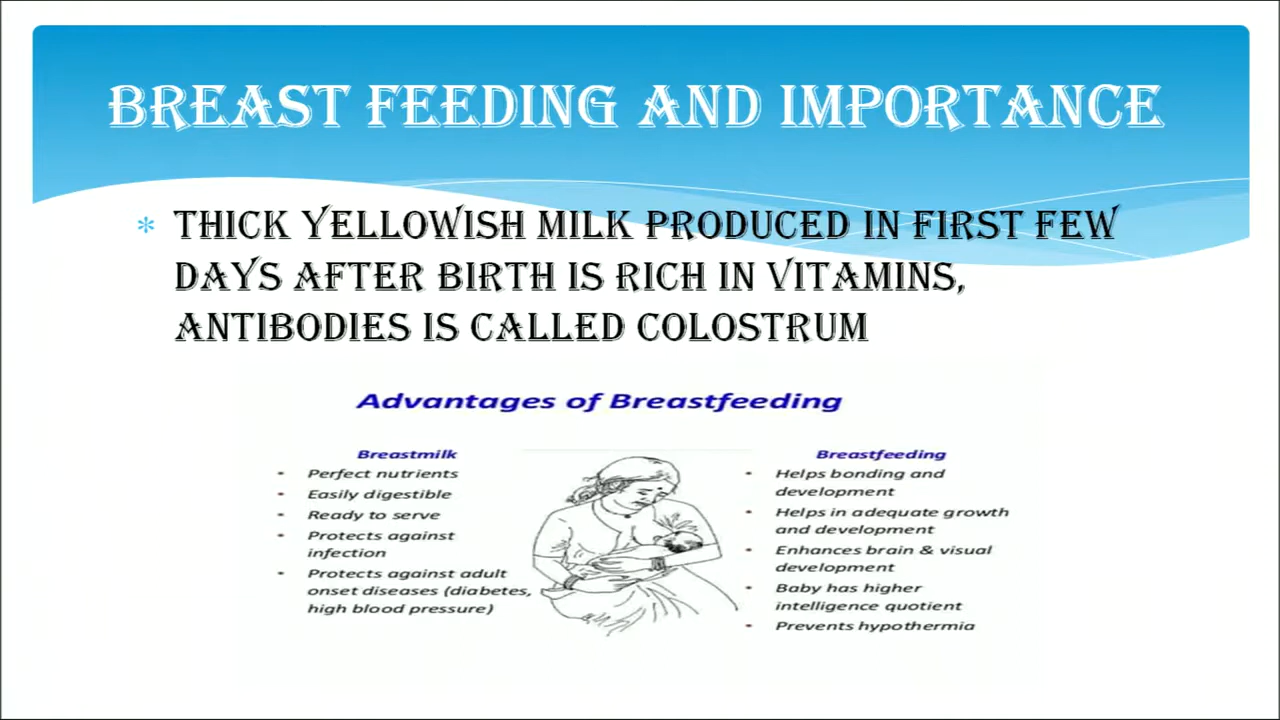 BREAST FEEDING AND IMPORTANCE
* THICK YELLOWISH MILK PRODUCED IN FIRST FEW
DAYS AFTER BIRTH IS RICH IN VITAMINS,
ANTIBODIES IS CALLED COLOSTRUM
Advantages of Breastfeeding
Breastmilk
• Perfect nutrients
• Easily digestible
• Ready to serve
• Protects against
infection
• Protects against adult
onset diseases (diabetes,
high blood pressure)
Breastfeeding
• Helps bonding and
development
• Helps in adequate growth
and development
• Enhances brain & visual
development
• Baby has higher
intelligence quotient
• Prevents hypothermia